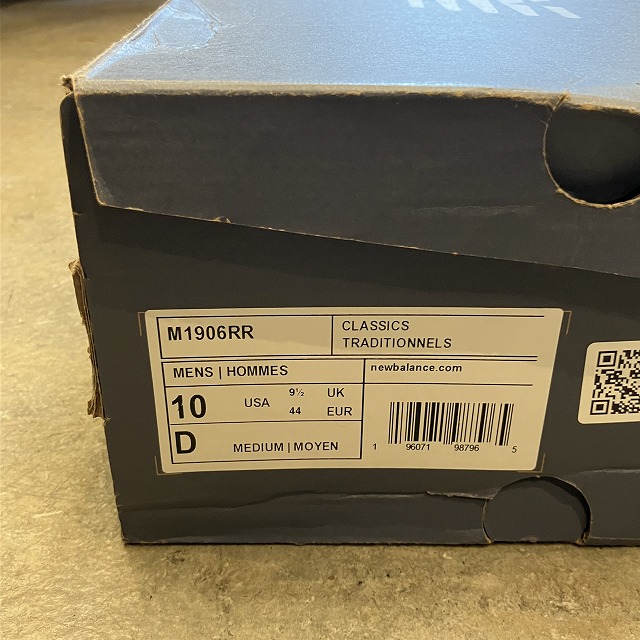 M1906RR
CLASSICS
TRADITIONNELS
MENS | HOMMES
newbalance.com
10 USA 9½ UK
44 EUR
D MEDIUM | MOYEN
1 96071 98796 5